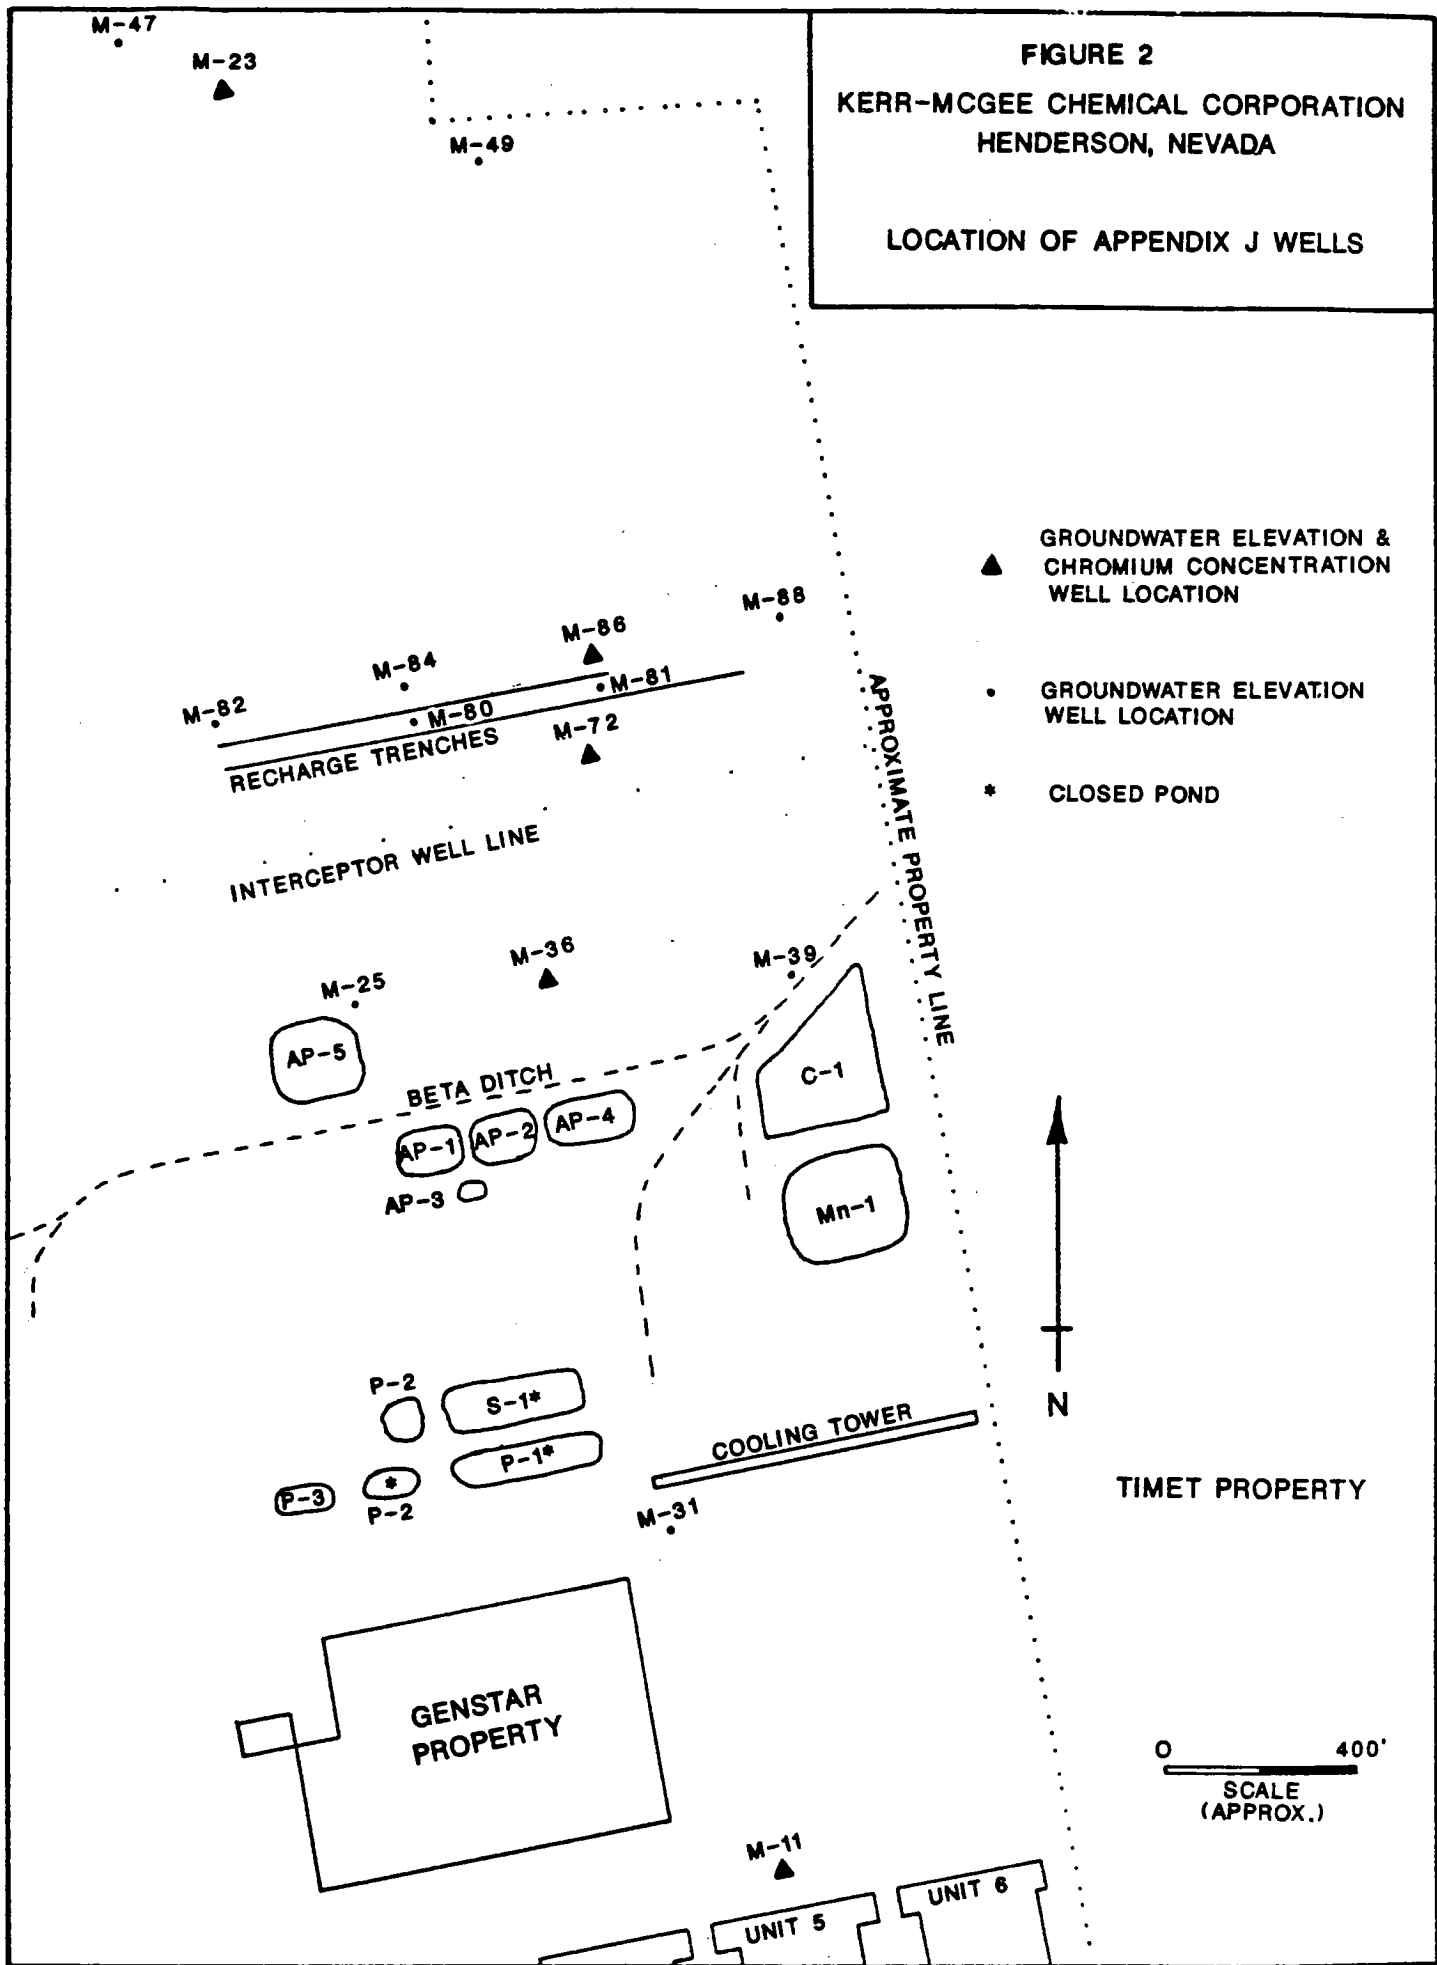 FIGURE 2
KERR-MCGEE CHEMICAL CORPORATION
HENDERSON, NEVADA
LOCATION OF APPENDIX J WELLS
M-47
M-23
M-49
GROUNDWATER ELEVATION &
CHROMIUM CONCENTRATION
WELL LOCATION
GROUNDWATER ELEVATION
WELL LOCATION
* CLOSED POND
M-88
M-86
M-84
M-81
M-82
M-80
M-72
RECHARGE TRENCHES
APPROXIMATE PROPERTY LINE
INTERCEPTOR WELL LINE
M-36
M-39
M-25
AP-5
C-1
BETA DITCH
AP-1
AP-2
AP-4
AP-3
Mn-1
N
P-2
S-1*
P-1*
COOLING TOWER
P-3
*
P-2
M-31
TIMET PROPERTY
GENSTAR
PROPERTY
0 400'
SCALE
(APPROX.)
M-11
UNIT 5
UNIT 6